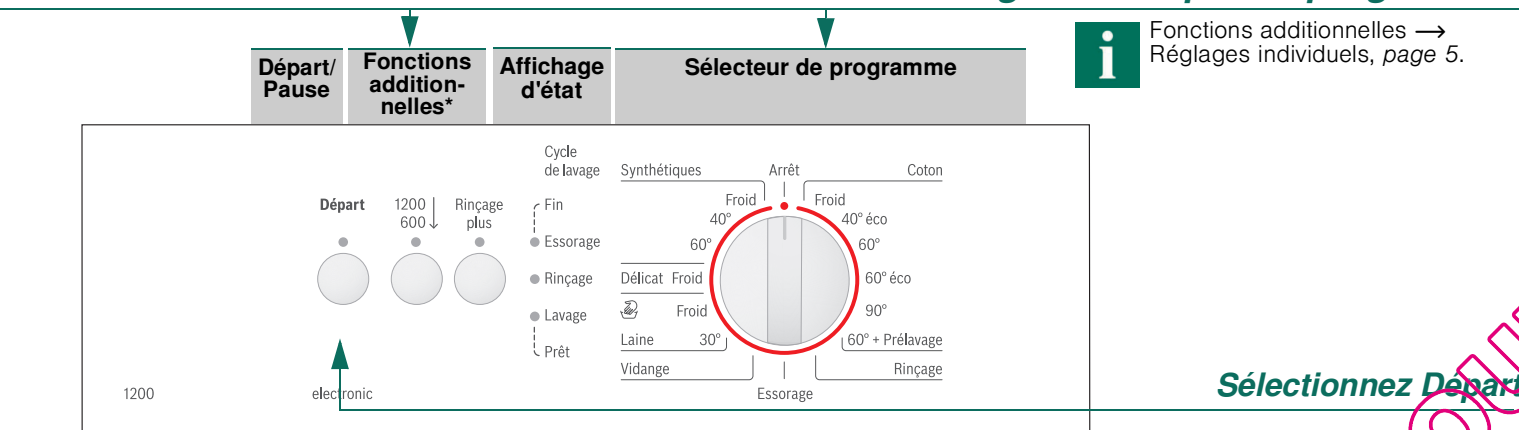 Fonctions additionnelles →
Réglages individuels, page 5.
Départ/
Pause
Fonctions
addition-
nelles*
Affichage
d'état
Sélecteur de programme
Cycle
de lavage
Départ
1200
600↓
Rinçage
plus
Fin
Essorage
Rinçage
Lavage
Prêt
Synthétiques
Arrêt
Coton
Froid
40°
60°
Délicat Froid
Froid
Laine 30°
Vidange
Froid
40° éco
60°
60° éco
90°
60° + Prélavage
Rinçage
Essorage
1200
electronic
Sélectionnez Départ